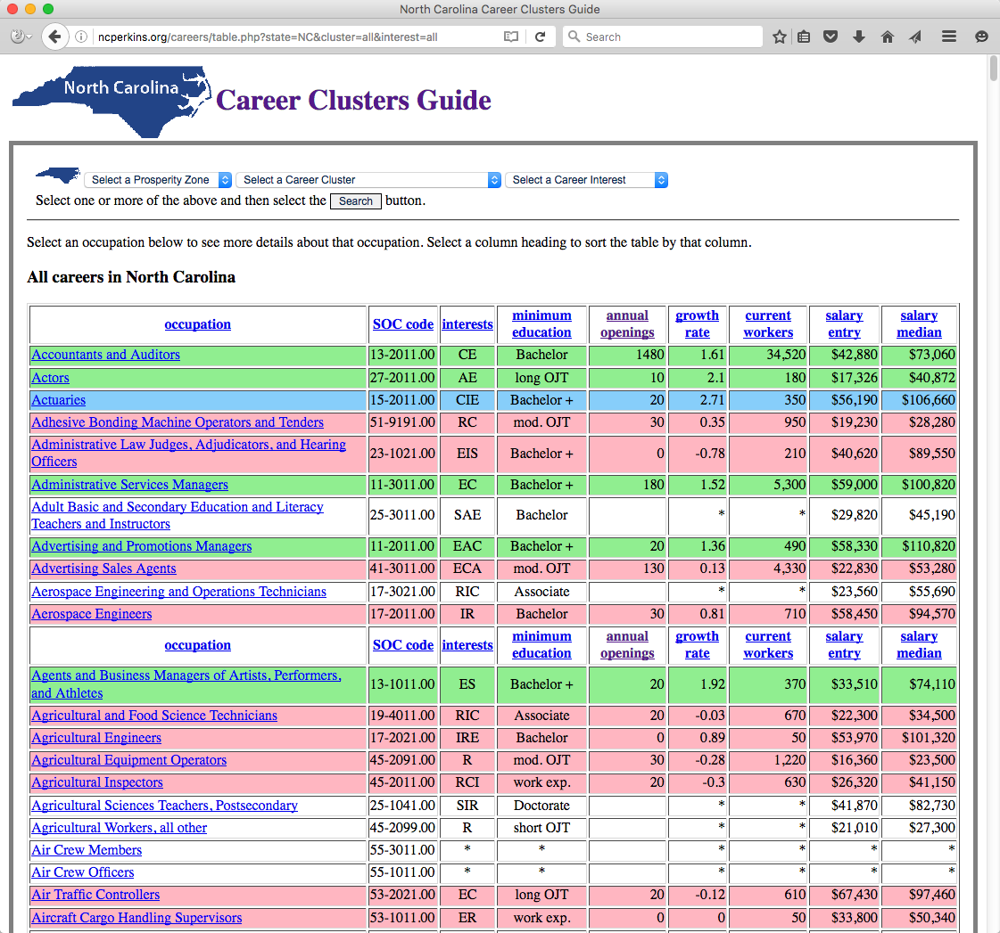 North Carolina Career Clusters Guide
ncperkins.org/careers/table.php?state=NC&cluster=all&interest=all
Search
North Carolina
Career Clusters Guide
Select a Prosperity Zone Select a Career Cluster Select a Career Interest
Select one or more of the above and then select the Search button.
Select an occupation below to see more details about that occupation. Select a column heading to sort the table by that column.
All careers in North Carolina
occupation SOC code interests minimum education annual openings growth rate current workers salary entry salary median
Accountants and Auditors 13-2011.00 CE Bachelor 1480 1.61 34,520 $42,880 $73,060
Actors 27-2011.00 AE long OJT 10 2.1 180 $17,326 $40,872
Actuaries 15-2011.00 CIE Bachelor + 20 2.71 350 $56,190 $106,660
Adhesive Bonding Machine Operators and Tenders 51-9191.00 RC mod. OJT 30 0.35 950 $19,230 $28,280
Administrative Law Judges, Adjudicators, and Hearing Officers 23-1021.00 EIS Bachelor + 0 -0.78 210 $40,620 $89,550
Administrative Services Managers 11-3011.00 EC Bachelor + 180 1.52 5,300 $59,000 $100,820
Adult Basic and Secondary Education and Literacy Teachers and Instructors 25-3011.00 SAE Bachelor * * $29,820 $45,190
Advertising and Promotions Managers 11-2011.00 EAC Bachelor + 20 1.36 490 $58,330 $110,820
Advertising Sales Agents 41-3011.00 ECA mod. OJT 130 0.13 4,330 $22,830 $53,280
Aerospace Engineering and Operations Technicians 17-3021.00 RIC Associate * * $23,560 $55,690
Aerospace Engineers 17-2011.00 IR Bachelor 30 0.81 710 $58,450 $94,570
occupation SOC code interests minimum education annual openings growth rate current workers salary entry salary median
Agents and Business Managers of Artists, Performers, and Athletes 13-1011.00 ES Bachelor + 20 1.92 370 $33,510 $74,110
Agricultural and Food Science Technicians 19-4011.00 RIC Associate 20 -0.03 670 $22,300 $34,500
Agricultural Engineers 17-2021.00 IRE Bachelor 0 0.89 50 $53,970 $101,320
Agricultural Equipment Operators 45-2091.00 R mod. OJT 30 -0.28 1,220 $16,360 $23,500
Agricultural Inspectors 45-2011.00 RCI work exp. 20 -0.3 630 $26,320 $41,150
Agricultural Sciences Teachers, Postsecondary 25-1041.00 SIR Doctorate * * $41,870 $82,730
Agricultural Workers, all other 45-2099.00 R short OJT * * $21,010 $27,300
Air Crew Members 55-3011.00 * * * * * *
Air Crew Officers 55-1011.00 * * * * * *
Air Traffic Controllers 53-2021.00 EC long OJT 20 -0.12 610 $67,430 $97,460
Aircraft Cargo Handling Supervisors 53-1011.00 ER work exp. 0 0 50 $33,800 $50,340